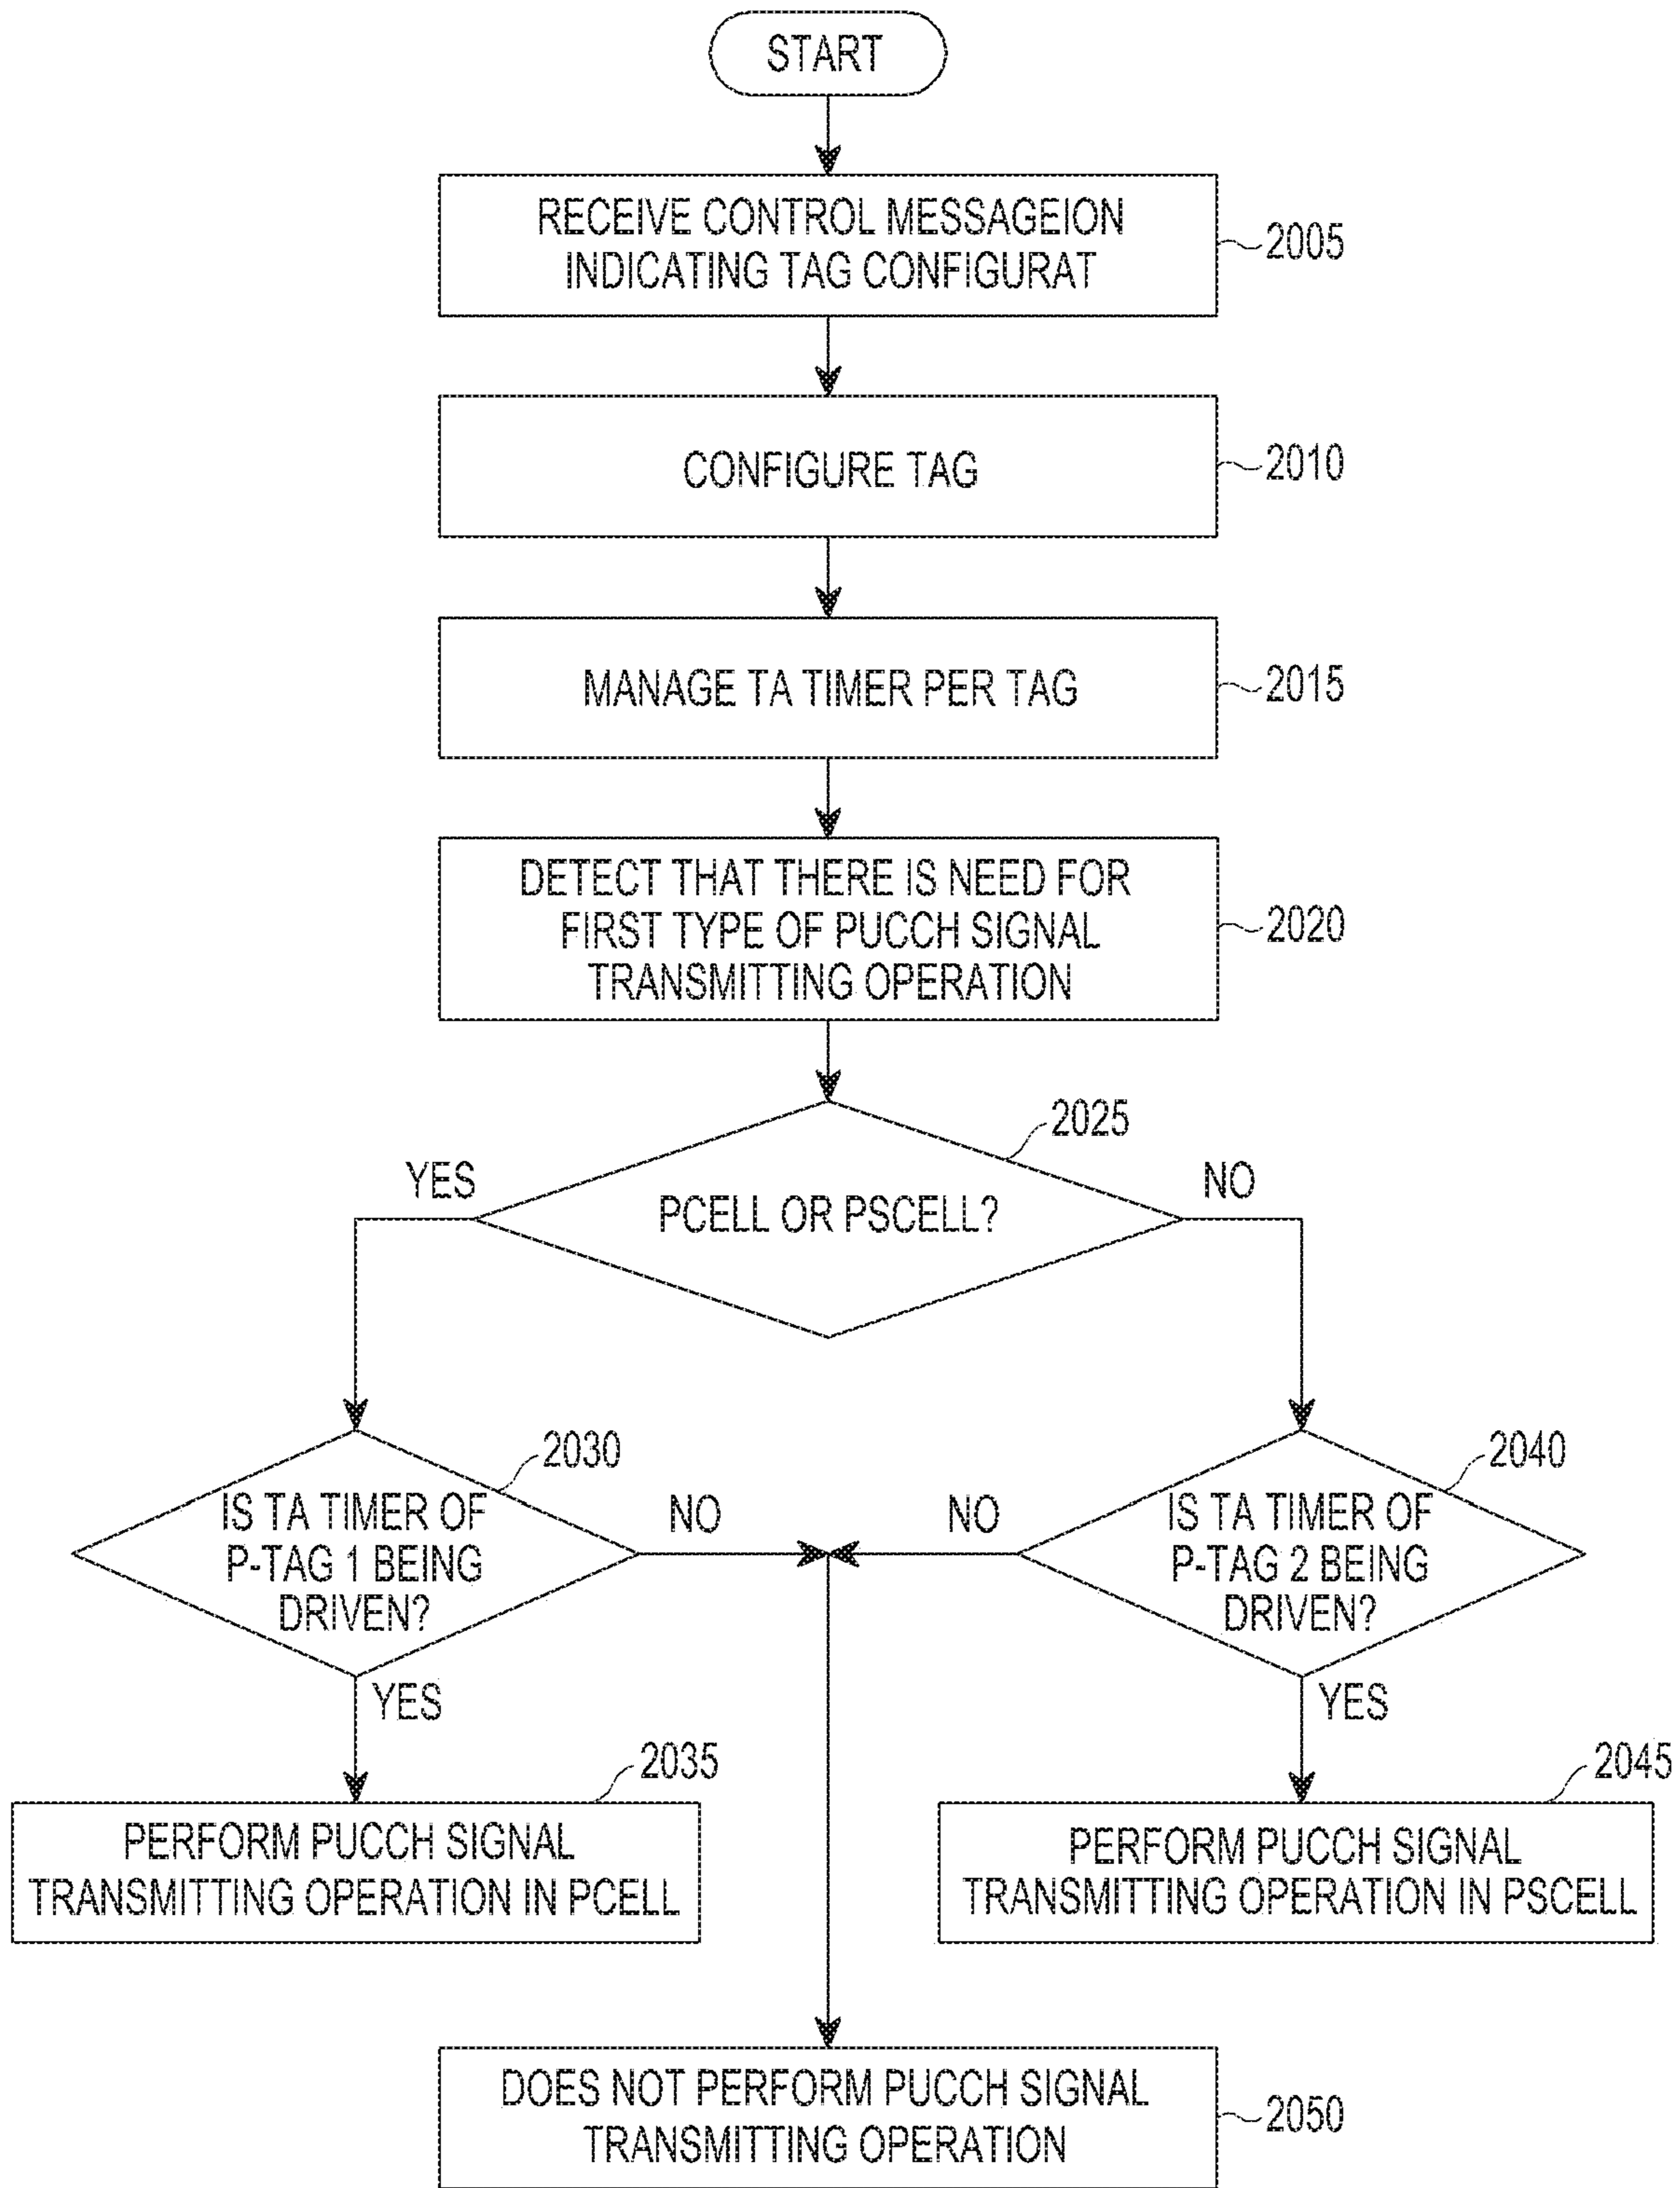 START
RECEIVE CONTROL MESSAGEION
INDICATING TAG CONFIGURAT
2005
CONFIGURE TAG
2010
MANAGE TA TIMER PER TAG
2015
DETECT THAT THERE IS NEED FOR
FIRST TYPE OF PUCCH SIGNAL
TRANSMITTING OPERATION
2020
2025
YES
PCELL OR PSCELL?
NO
2030
IS TA TIMER OF
P-TAG 1 BEING
DRIVEN?
NO
YES
2040
NO
IS TA TIMER OF
P-TAG 2 BEING
DRIVEN?
YES
2035
PERFORM PUCCH SIGNAL
TRANSMITTING OPERATION IN PCELL
2045
PERFORM PUCCH SIGNAL
TRANSMITTING OPERATION IN PSCELL
DOES NOT PERFORM PUCCH SIGNAL
TRANSMITTING OPERATION
2050